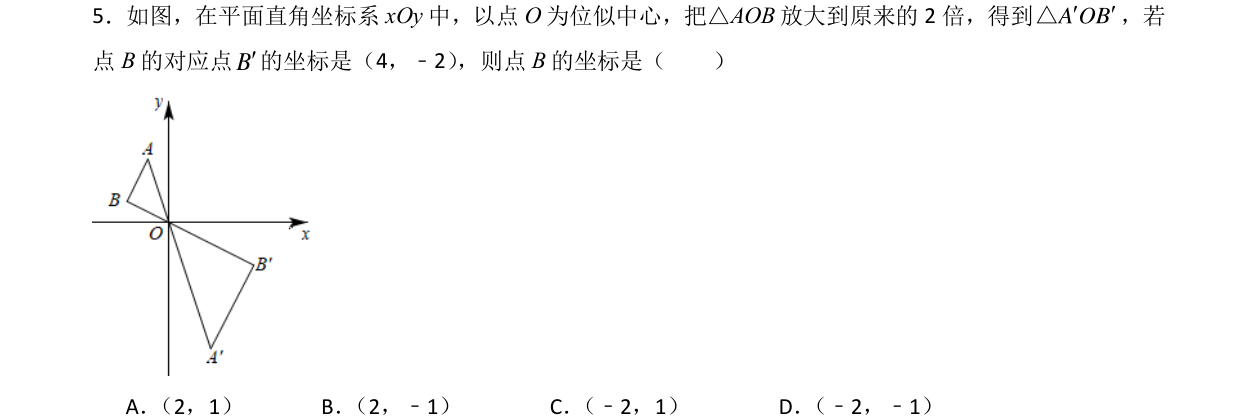 5．如图，在平面直角坐标系 xOy 中，以点 O 为位似中心，把△AOB 放大到原来的 2 倍，得到△A′OB′，若
点 B 的对应点 B′ 的坐标是（4，﹣2），则点 B 的坐标是（　　）
y
A
B
O
x
B′
A′
A．（2，1） B．（2，﹣1） C．（﹣2，1） D．（﹣2，﹣1）